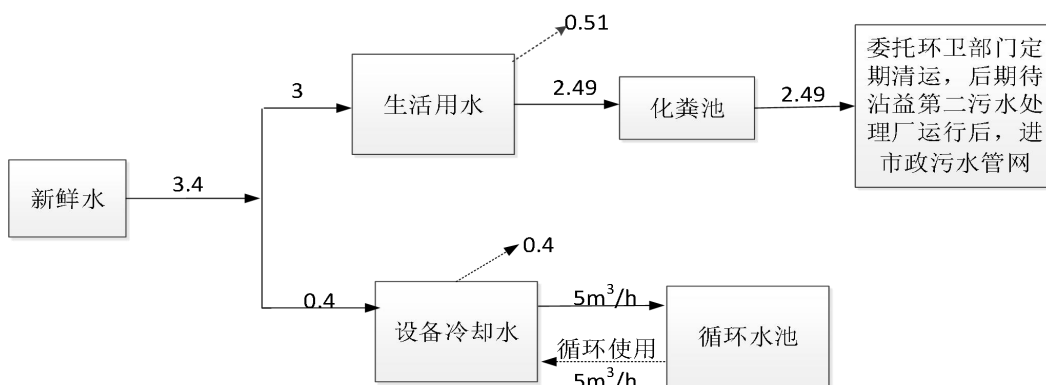 0.51
委托环卫部门定
期清运，后期待
沾益第二污水处
理厂运行后，进
市政污水管网
3
生活用水
2.49
化粪池
2.49
新鲜水
3.4
0.4
0.4
设备冷却水
5m³/h
循环使用
5m³/h
循环水池